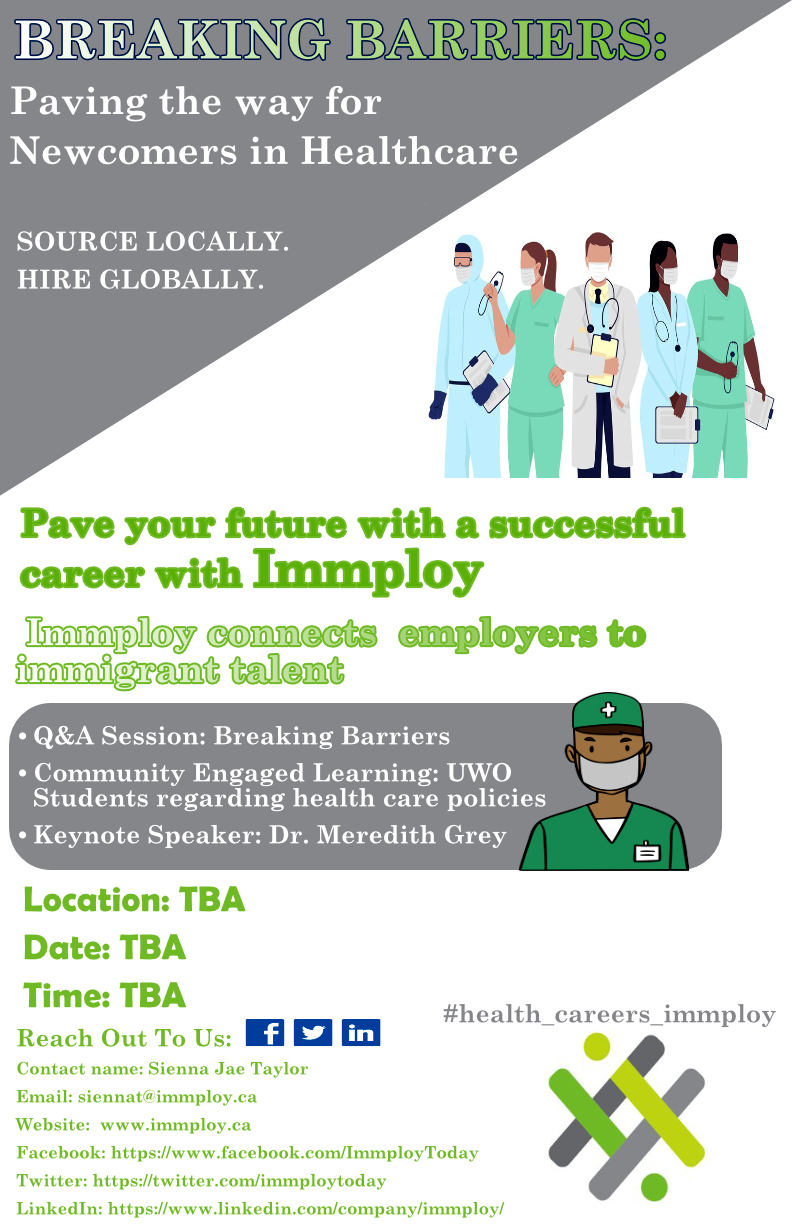 BREAKING BARRIERS:
Paving the way for
Newcomers in Healthcare
SOURCE LOCALLY.
HIRE GLOBALLY.
Pave your future with a successful
career with Immploy
Immploy connects employers to
immigrant talent
• Q&A Session: Breaking Barriers
• Community Engaged Learning: UWO
Students regarding health care policies
• Keynote Speaker: Dr. Meredith Grey
Location: TBA
Date: TBA
Time: TBA
#health_careers_immploy
Reach Out To Us: f in
Contact name: Sienna Jae Taylor
Email: siennat@immploy.ca
Website: www.immploy.ca
Facebook: https://www.facebook.com/ImmployToday
Twitter: https://twitter.com/immploytoday
LinkedIn: https://www.linkedin.com/company/immploy/